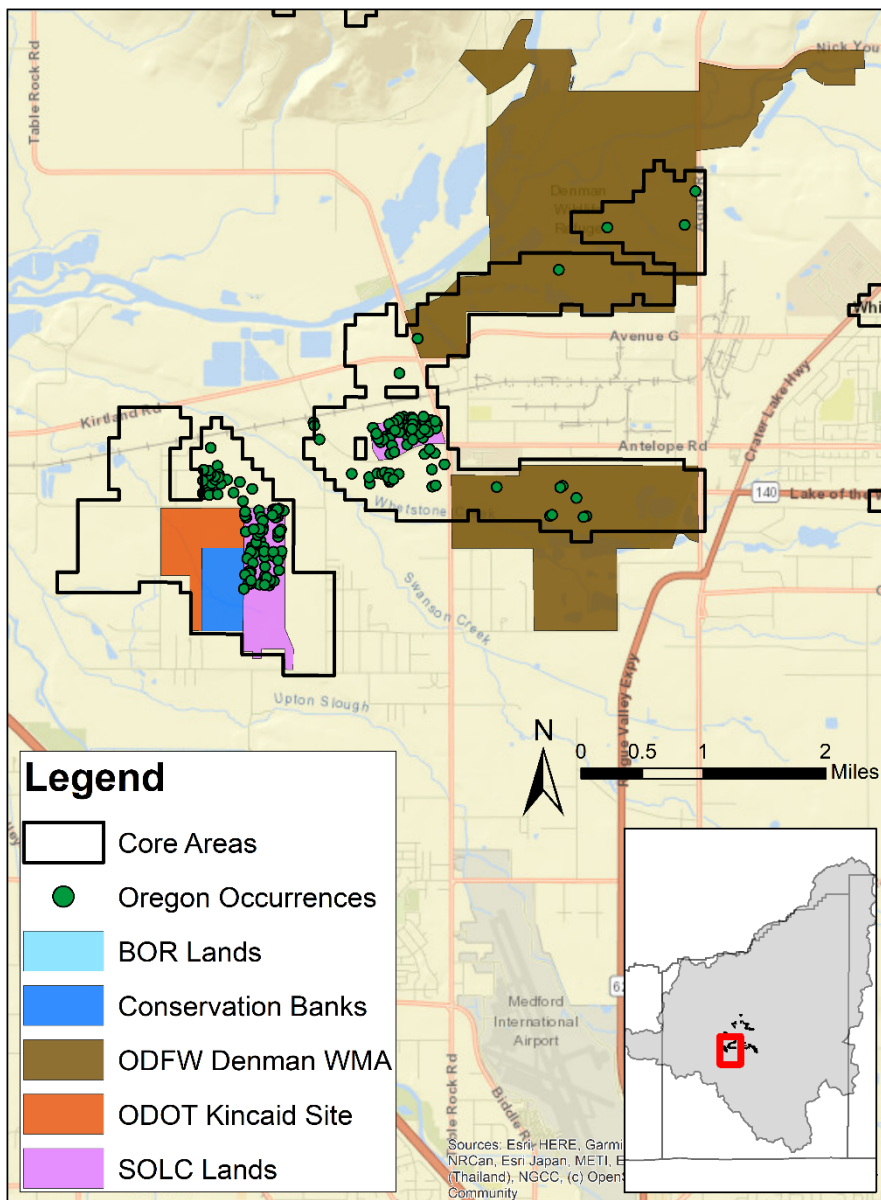 Nick You
Table Rock Rd
Denman
Wildlife
Refuge
Agate Rd
Whi
Avenue G
Crater Lake Hwy
Kirtland Rd
Antelope Rd
140
Lake of the
Whetstone Creek
Swanson Creek
Upton Slough
Rogue Valley Expy
N
0 0.5 1 2
Miles
Legend
Core Areas
Oregon Occurrences
BOR Lands
Conservation Banks
ODFW Denman WMA
ODOT Kincaid Site
SOLC Lands
62
Medford
International
Airport
Table Rock Rd
Biddle R
Sources: Esri, HERE, Garmi
NRCan, Esri Japan, METI, E
(Thailand), NGCC, (c) OpenS
Community